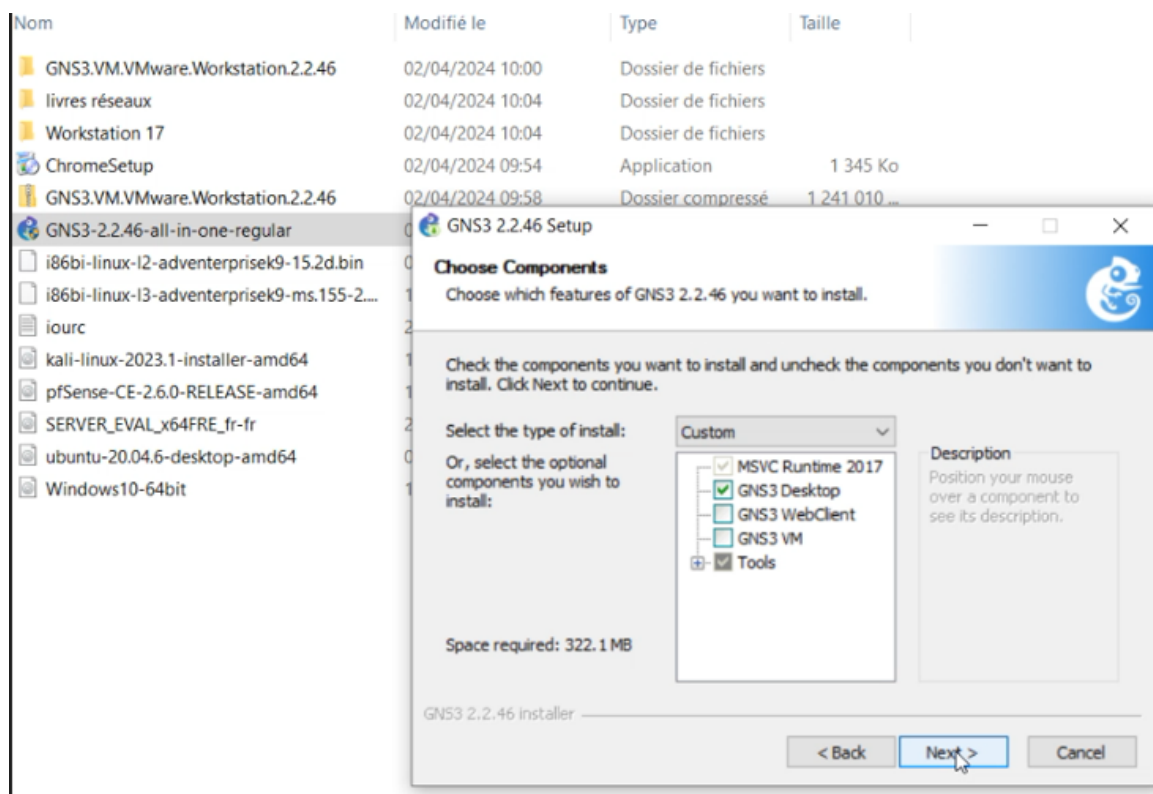 Nom Modifié le Type Taille
GNS3.VM.VMware.Workstation.2.2.46 02/04/2024 10:00 Dossier de fichiers
livres réseaux 02/04/2024 10:04 Dossier de fichiers
Workstation 17 02/04/2024 10:04 Dossier de fichiers
ChromeSetup 02/04/2024 09:54 Application 1 345 Ko
GNS3.VM.VMware.Workstation.2.2.46 02/04/2024 09:58 Dossier compressé 1 241 010 ...
GNS3-2.2.46-all-in-one-regular
i86bi-linux-l2-adventerprisek9-15.2d.bin
i86bi-linux-l3-adventerprisek9-ms.155-2....
iourc
kali-linux-2023.1-installer-amd64
pfSense-CE-2.6.0-RELEASE-amd64
SERVER_EVAL_x64FRE_fr-fr
ubuntu-20.04.6-desktop-amd64
Windows10-64bit
GNS3 2.2.46 Setup
Choose Components
Choose which features of GNS3 2.2.46 you want to install.
Check the components you want to install and uncheck the components you don't want to
install. Click Next to continue.
Select the type of install:
Custom
Or, select the optional
components you wish to
install:
MSVC Runtime 2017
GNS3 Desktop
GNS3 WebClient
GNS3 VM
Tools
Description
Position your mouse
over a component to
see its description.
Space required: 322.1 MB
GNS3 2.2.46 installer
< Back Next > Cancel